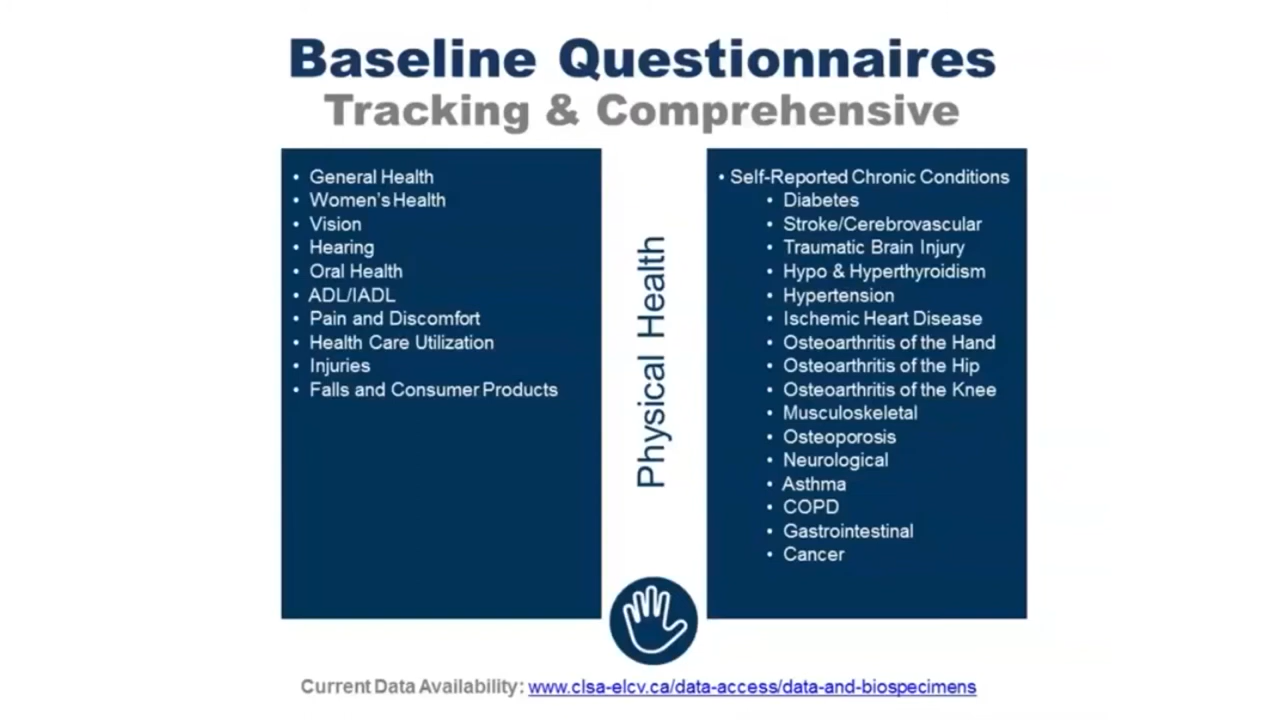 Baseline Questionnaires
Tracking & Comprehensive
• General Health
• Women's Health
• Vision
• Hearing
• Oral Health
• ADL/IADL
• Pain and Discomfort
• Health Care Utilization
• Injuries
• Falls and Consumer Products
Physical Health
• Self-Reported Chronic Conditions
• Diabetes
• Stroke/Cerebrovascular
• Traumatic Brain Injury
• Hypo & Hyperthyroidism
• Hypertension
• Ischemic Heart Disease
• Osteoarthritis of the Hand
• Osteoarthritis of the Hip
• Osteoarthritis of the Knee
• Musculoskeletal
• Osteoporosis
• Neurological
• Asthma
• COPD
• Gastrointestinal
• Cancer
Current Data Availability: www.clsa-elcv.ca/data-access/data-and-biospecimens